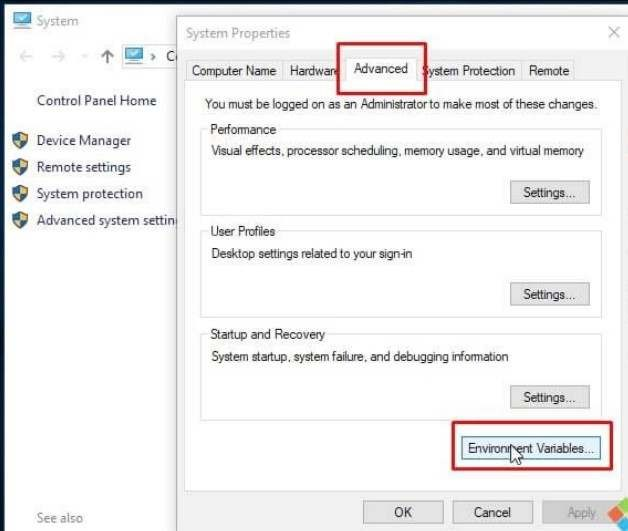 System
System Properties
C
Computer Name Hardware Advanced System Protection Remote
Control Panel Home
You must be logged on as an Administrator to make most of these changes.
Device Manager
Remote settings
System protection
Advanced system settin
Performance
Visual effects, processor scheduling, memory usage, and virtual memory
Settings...
User Profiles
Desktop settings related to your sign-in
Settings...
Startup and Recovery
System startup, system failure, and debugging information
Settings...
Environment Variables...
See also
OK Cancel Apply